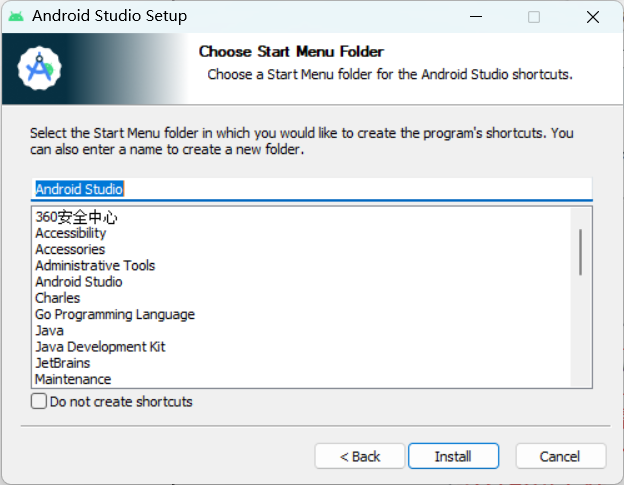 Android Studio Setup
Choose Start Menu Folder
Choose a Start Menu folder for the Android Studio shortcuts.
Select the Start Menu folder in which you would like to create the program's shortcuts. You
can also enter a name to create a new folder.
Android Studio
360安全中心
Accessibility
Accessories
Administrative Tools
Android Studio
Charles
Go Programming Language
Java
Java Development Kit
JetBrains
Maintenance
Do not create shortcuts
< Back
Install
Cancel